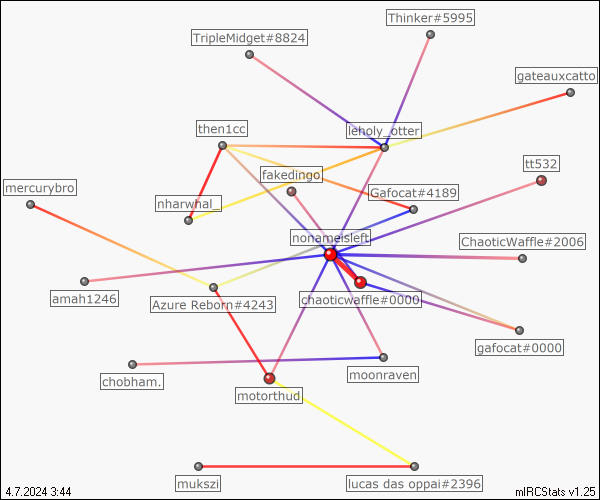 Thinker#5995
TripleMidget#8824
gateauxcatto
then1cc
leholy_otter
tt532
fakedingo
mercurybro
Gafocat#4189
nharwhal_
nonameisleft
ChaoticWaffle#2006
amah1246
Azure Reborn#4243
chaoticwaffle#0000
gafocat#0000
moonraven
chobham.
motorthud
mukszi
lucas das oppai#2396
4.7.2024 3:44
mIRCStats v1.25